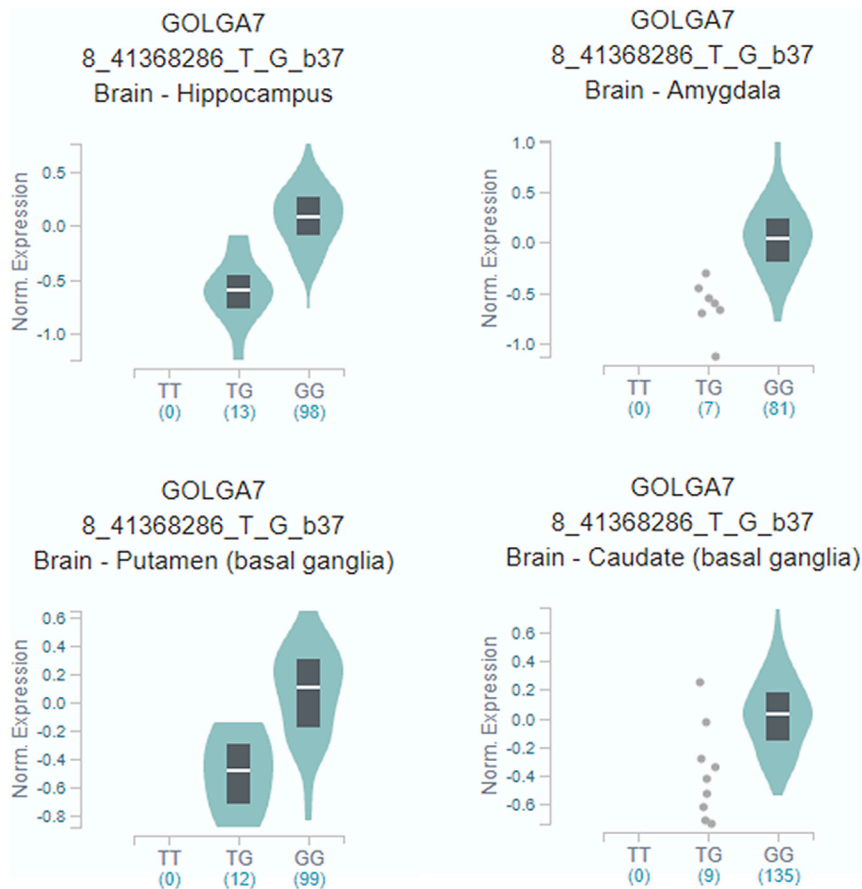 GOLGA7
8_41368286_T_G_b37
Brain - Hippocampus
Norm. Expression
0.5
0.0
-0.5
-1.0
TT TG GG
(0) (13) (98)
GOLGA7
8_41368286_T_G_b37
Brain - Amygdala
Norm. Expression
1.0
0.5
0.0
-0.5
-1.0
TT TG GG
(0) (7) (81)
GOLGA7
8_41368286_T_G_b37
Brain - Putamen (basal ganglia)
Norm. Expression
0.6
0.4
0.2
0.0
-0.2
-0.4
-0.6
-0.8
TT TG GG
(0) (12) (99)
GOLGA7
8_41368286_T_G_b37
Brain - Caudate (basal ganglia)
Norm. Expression
0.6
0.4
0.2
0.0
-0.2
-0.4
-0.6
TT TG GG
(0) (9) (135)